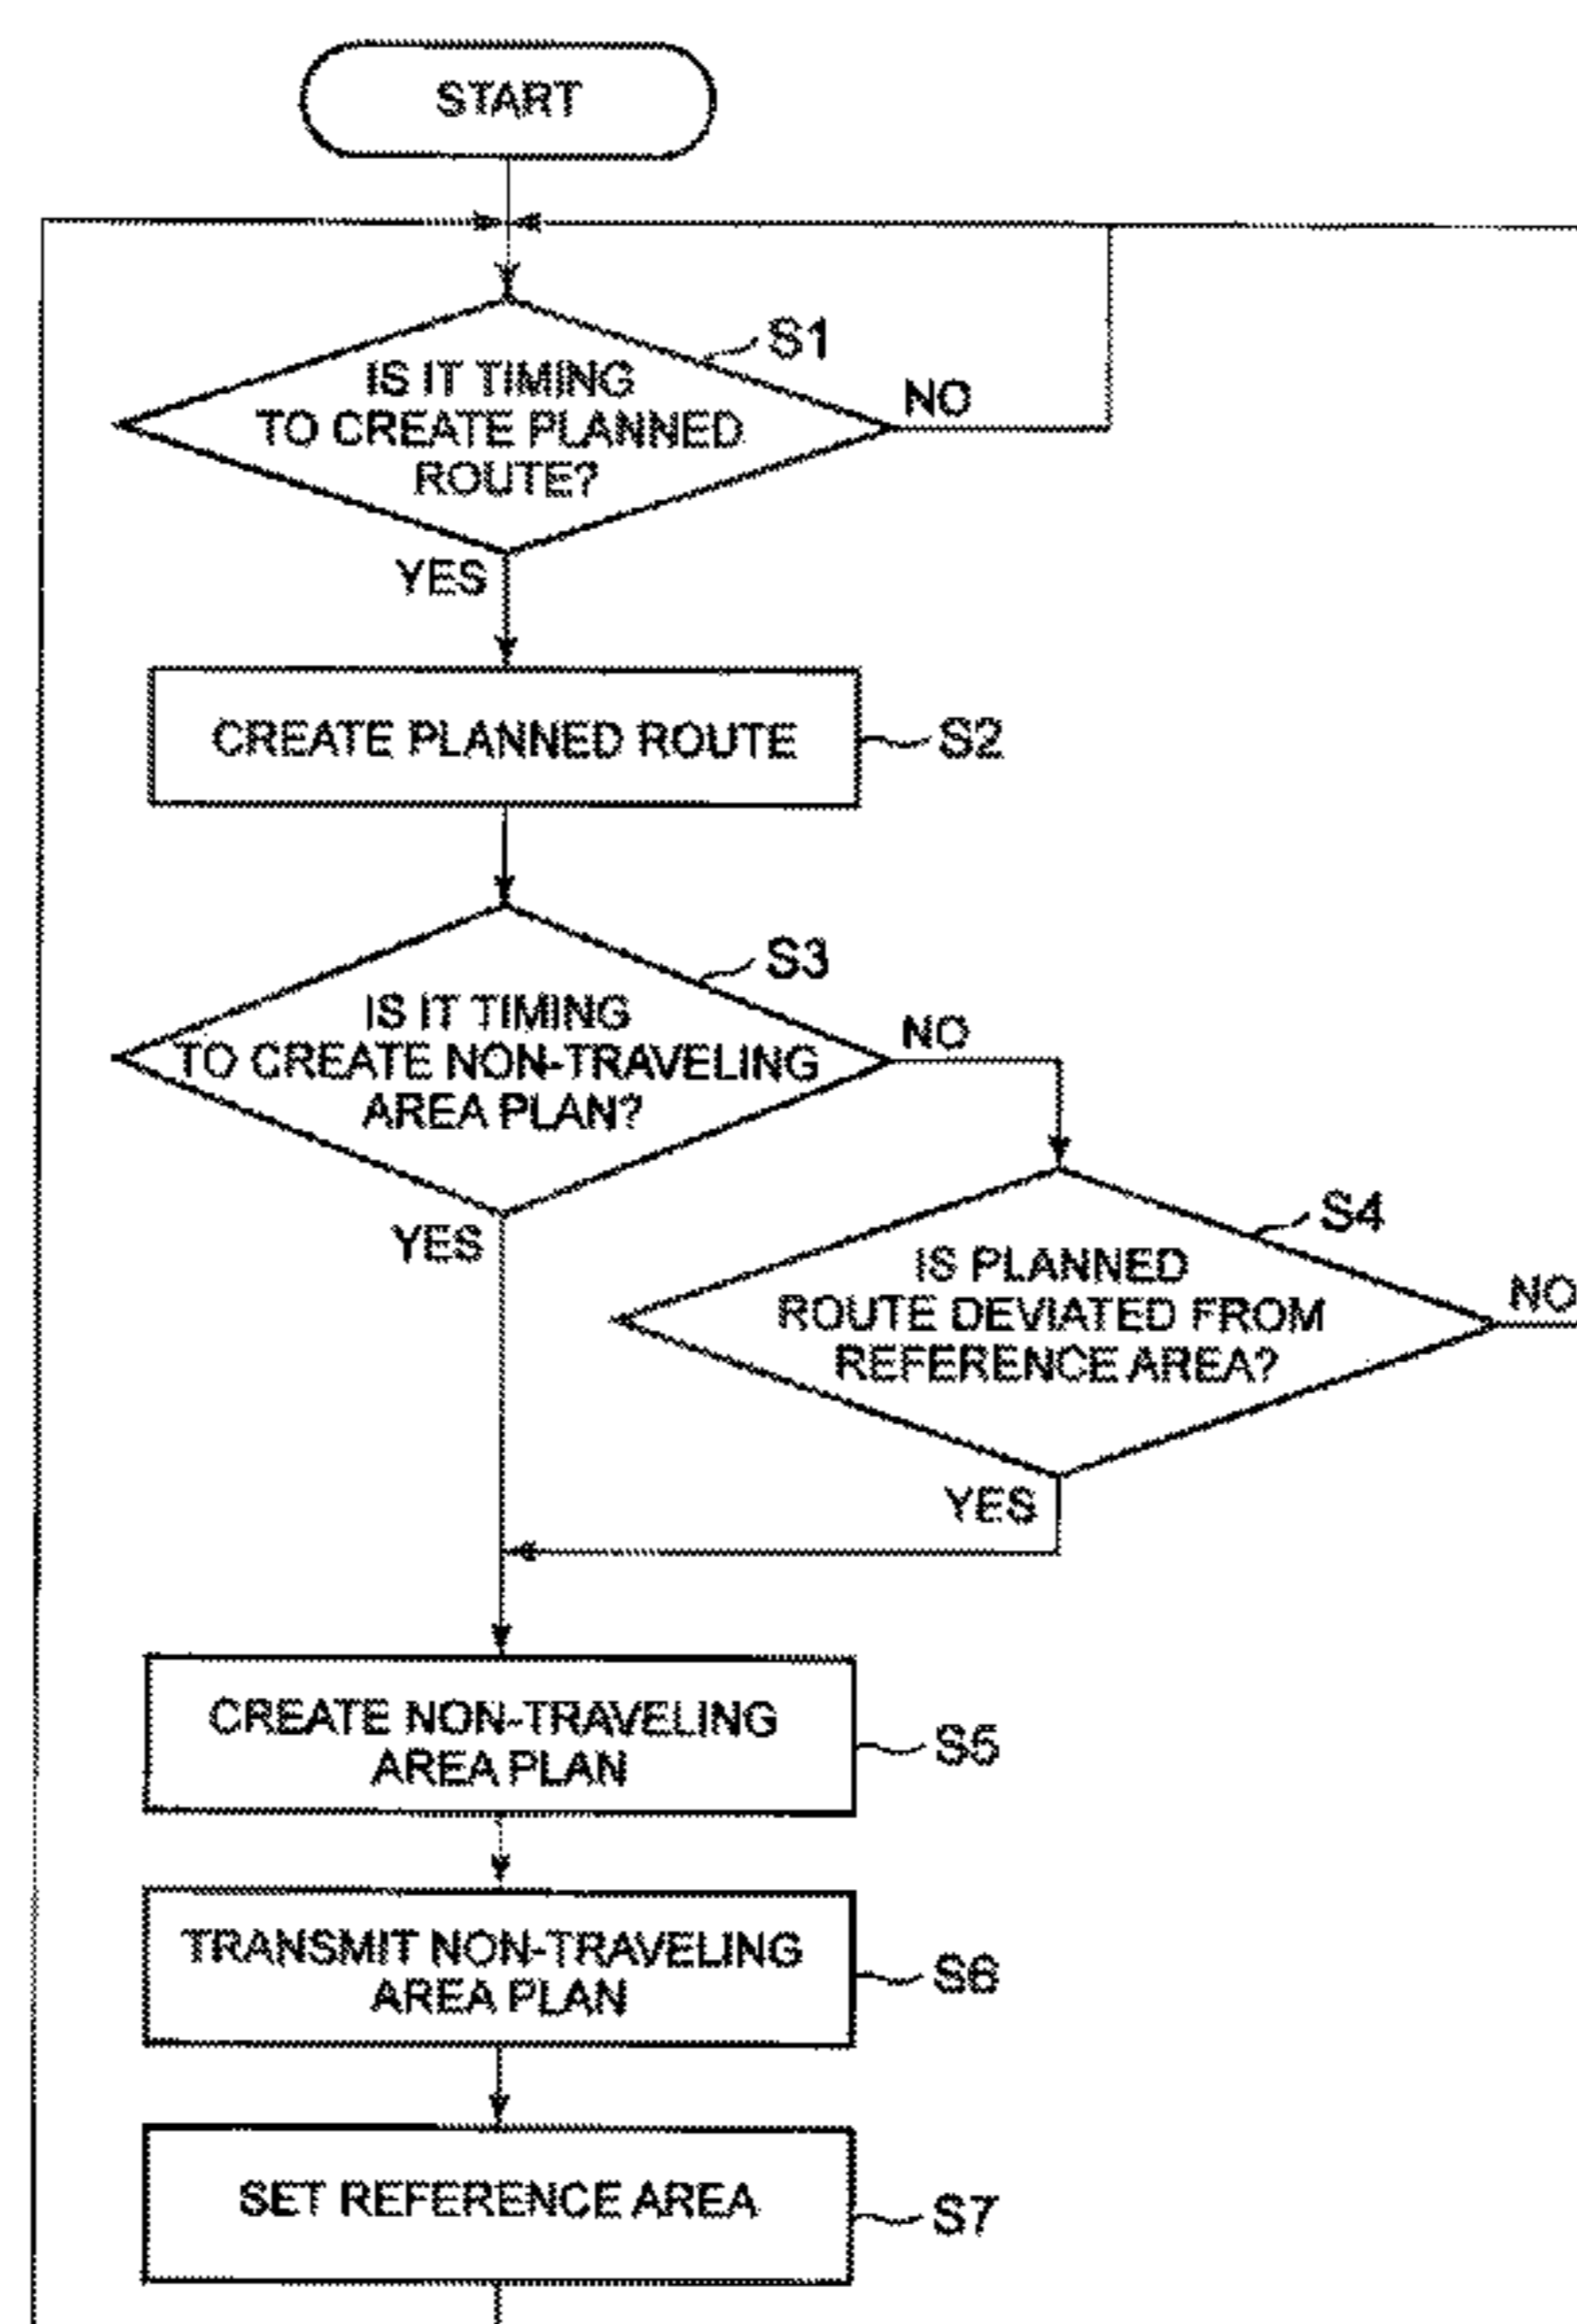 START
S1
IS IT TIMING
TO CREATE PLANNED
ROUTE?
NO
YES
CREATE PLANNED ROUTE
S2
S3
IS IT TIMING
TO CREATE NON-TRAVELING
AREA PLAN?
NO
YES
S4
IS PLANNED
ROUTE DEVIATED FROM
REFERENCE AREA?
NO
YES
CREATE NON-TRAVELING
AREA PLAN
S5
TRANSMIT NON-TRAVELING
AREA PLAN
S6
SET REFERENCE AREA
S7